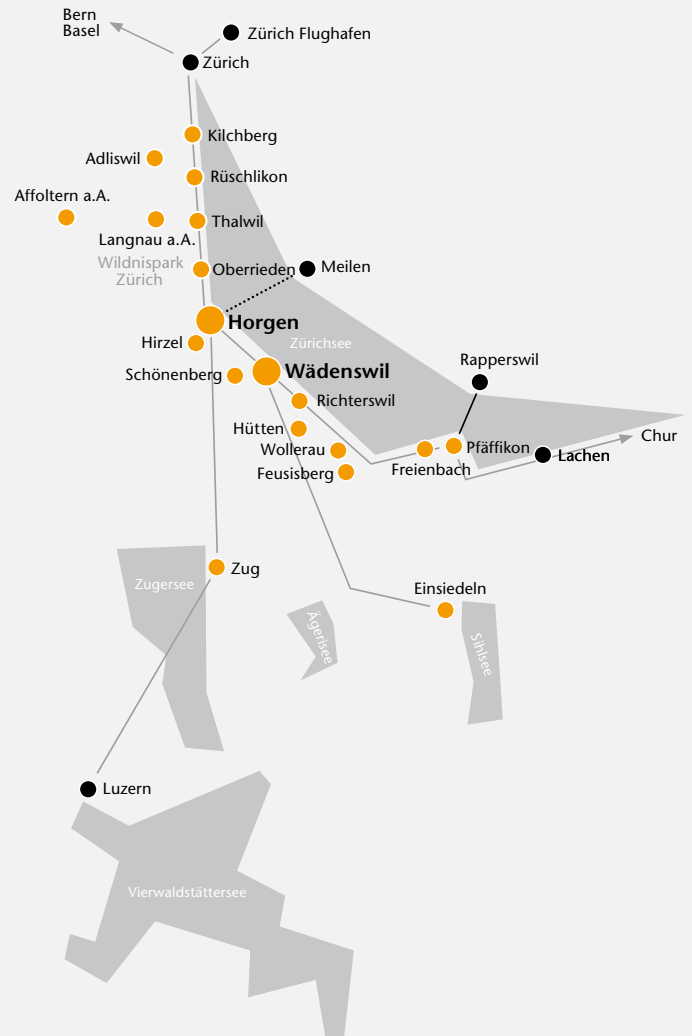 Bern
Basel
Zürich Flughafen
Zürich
Kilchberg
Adliswil
Rüschlikon
Affoltern a.A.
Thalwil
Langnau a.A.
Wildnispark
Zürich
Oberrieden
Meilen
Horgen
Hirzel
Zürichsee
Rapperswil
Wädenswil
Schönenberg
Richterswil
Hütten
Chur
Wollerau
Pfäffikon
Lachen
Feusisberg
Freienbach
Zug
Zugersee
Einsiedeln
Ägerisee
Sihlsee
Luzern
Vierwaldstättersee